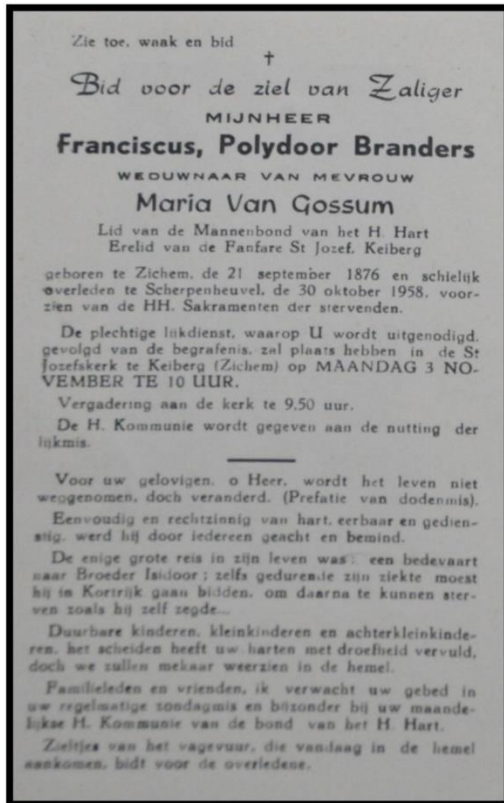 Zie toe, waak en bid
†
Bid voor de ziel van Zaliger
MIJNHEER
Franciscus, Polydoor Branders
WEDUWNAAR VAN MEVROUW
Maria Van Gossum
Lid van de Mannenbond van het H. Hart
Erelid van de Fanfare St Jozef, Keiberg
geboren te Zichem, de 21 september 1876 en schielijk
overleden te Scherpenheuvel, de 30 oktober 1958, voor-
zien van de HH. Sakramenten der stervenden.
De plechtige lijkdienst, waarop U wordt uitgenodigd,
gevolgd van de begrafenis, zal plaats hebben in de St
Jozefskerk te Keiberg (Zichem) op MAANDAG 3 NO-
VEMBER TE 10 UUR.
Vergadering aan de kerk te 9,50 uur.
De H. Kommunie wordt gegeven aan de nutting der
lijkmis.
Voor uw gelovigen, o Heer, wordt het leven niet
weggenomen, doch veranderd. (Prefatie van dodenmis).
Eenvoudig en rechtzinnig van hart, eerbaar en gedien-
stig, werd hij door iedereen geacht en bemind.
De enige grote reis in zijn leven was : een bedevaart
naar Broeder Isidoor ; zelfs gedurende zijn ziekte moest
hij in Kortrijk gaan bidden, om daarna te kunnen ster-
ven zoals hij zelf zegde...
Duurbare kinderen, kleinkinderen en achterkleinkinde-
ren, het scheiden heeft uw harten met droefheid vervuld,
doch we zullen mekaar weerzien in de hemel.
Familieleden en vrienden, ik verwacht uw gebed in
uw regelmatige zondagmis en bijzonder bij uw maande-
lijkse H. Kommunie van de bond van het H. Hart.
Zieltjes van het vagevuur, die vandaag in de hemel
aankomen, bidt voor de overledene.